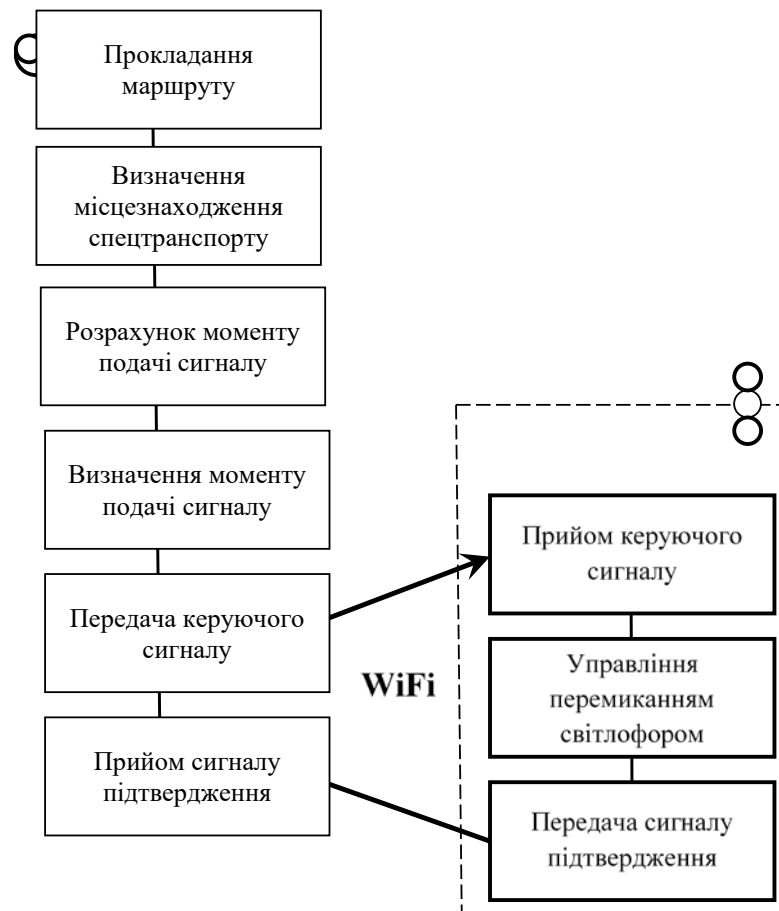 Прокладання
маршруту
Визначення
місцезнаходження
спецтранспорту
Розрахунок моменту
подачі сигналу
Визначення моменту
подачі сигналу
Передача керуючого
сигналу
Прийом сигналу
підтвердження
WiFi
Прийом керуючого
сигналу
Управління
перемиканням
світлофором
Передача сигналу
підтвердження